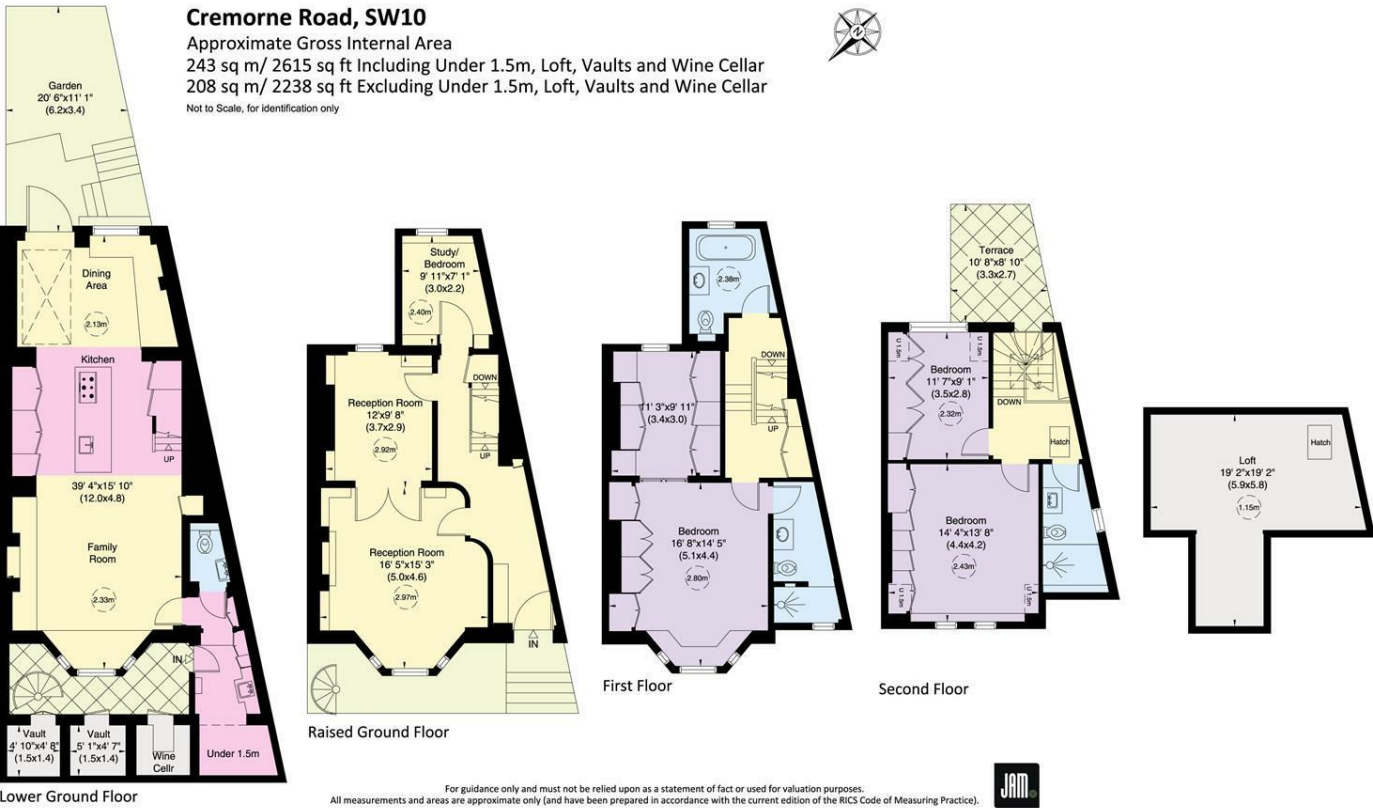 Cremorne Road, SW10
Approximate Gross Internal Area
243 sq m/ 2615 sq ft Including Under 1.5m, Loft, Vaults and Wine Cellar
208 sq m/ 2238 sq ft Excluding Under 1.5m, Loft, Vaults and Wine Cellar
Not to Scale, for identification only
N
Garden
20' 6"x11' 1"
(6.2x3.4)
Dining
Area
2.13m
Kitchen
UP
39' 4"x15' 10"
(12.0x4.8)
Family
Room
2.33m
IN
Vault
4' 10"x4' 8"
(1.5x1.4)
Vault
5' 1"x4' 7"
(1.5x1.4)
Wine
Cellr
Under 1.5m
Lower Ground Floor
Study/
Bedroom
9' 11"x7' 1"
(3.0x2.2)
2.40m
DOWN
UP
Reception Room
12'x9' 8"
(3.7x2.9)
2.92m
Reception Room
16' 5"x15' 3"
(5.0x4.6)
2.97m
IN
Raised Ground Floor
2.38m
DOWN
UP
11' 3"x9' 11"
(3.4x3.0)
Bedroom
16' 8"x14' 5"
(5.1x4.4)
2.80m
First Floor
Terrace
10' 8"x8' 10"
(3.3x2.7)
U 1.5m
U 1.5m
Bedroom
11' 7"x9' 1"
(3.5x2.8)
2.32m
DOWN
Hatch
Bedroom
14' 4"x13' 8"
(4.4x4.2)
2.43m
U 1.5m
U 1.5m
Second Floor
Hatch
Loft
19' 2"x19' 2"
(5.9x5.8)
1.15m
For guidance only and must not be relied upon as a statement of fact or used for valuation purposes.
All measurements and areas are approximate only (and have been prepared in accordance with the current edition of the RICS Code of Measuring Practice).
JAM